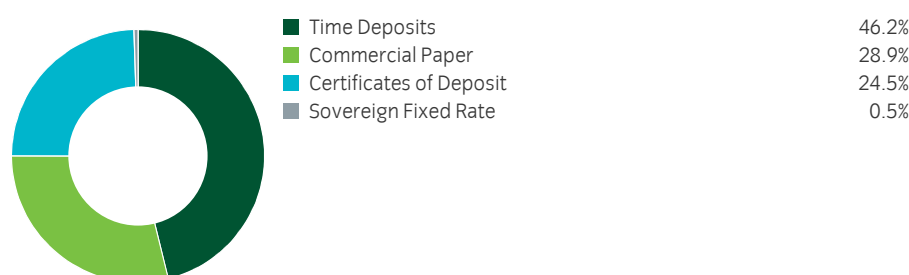 Time Deposits 46.2%
Commercial Paper 28.9%
Certificates of Deposit 24.5%
Sovereign Fixed Rate 0.5%